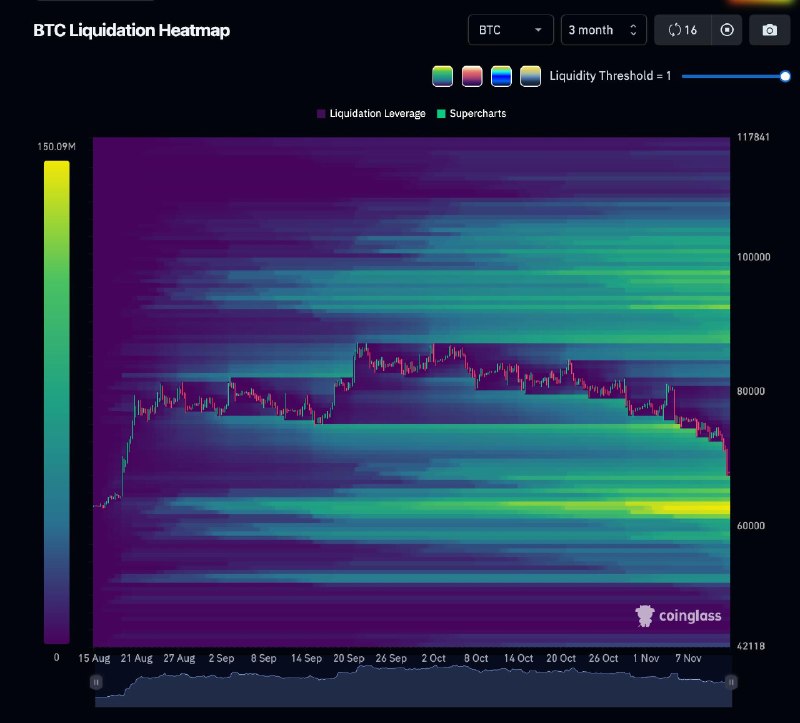 BTC Liquidation Heatmap
BTC
3 month
16
Liquidity Threshold = 1
Liquidation Leverage
Supercharts
150.09M
117841
100000
80000
60000
42118
0
coinglass
15 Aug 21 Aug 27 Aug 2 Sep 8 Sep 14 Sep 20 Sep 26 Sep 2 Oct 8 Oct 14 Oct 20 Oct 26 Oct 1 Nov 7 Nov